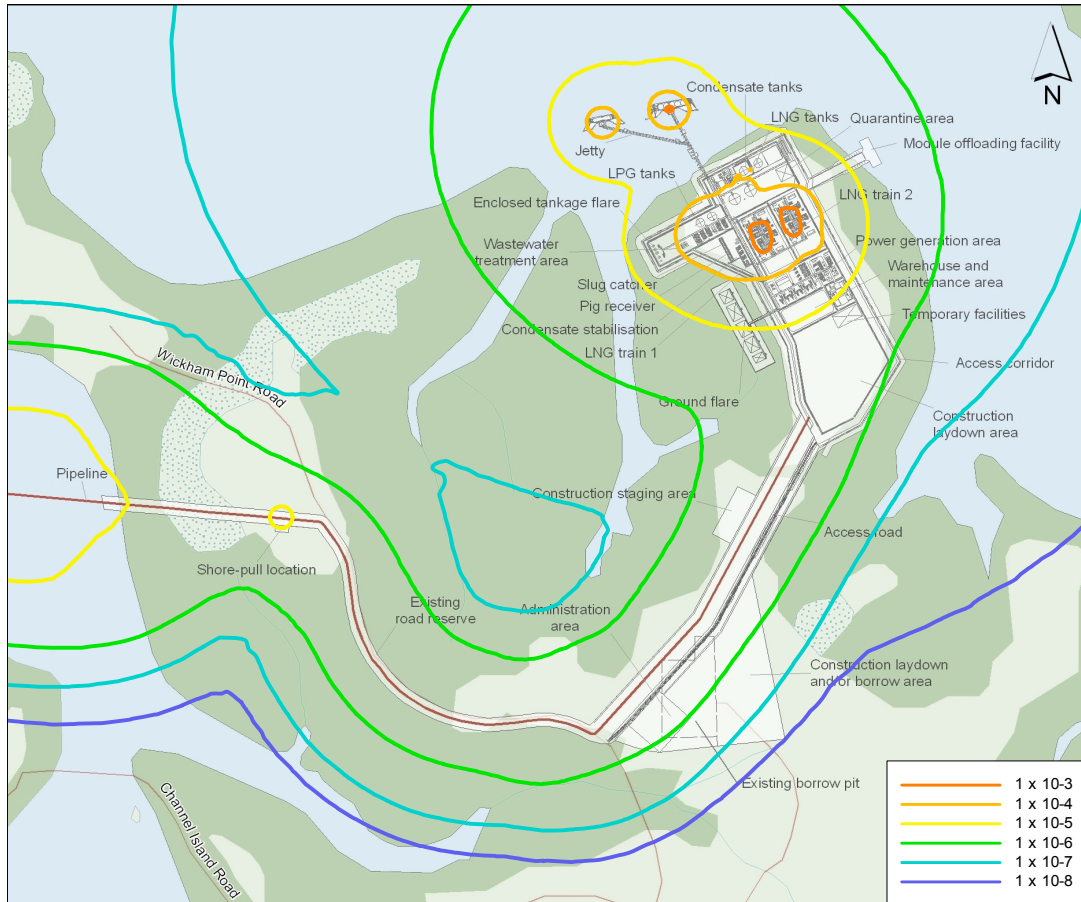 N
Condensate tanks
LNG tanks
Quarantine area
Module offloading facility
Jetty
LPG tanks
LNG train 2
Enclosed tankage flare
Wastewater
treatment area
Power generation area
Slug catcher
Warehouse and
maintenance area
Pig receiver
Temporary facilities
Condensate stabilisation
LNG train 1
Access corridor
Wickham Point Road
Ground flare
Construction
laydown area
Pipeline
Construction staging area
Access road
Shore-pull location
Existing
road reserve
Administration
area
Construction laydown
and/or borrow area
Existing borrow pit
Channel Island Road
1 x 10-3
1 x 10-4
1 x 10-5
1 x 10-6
1 x 10-7
1 x 10-8